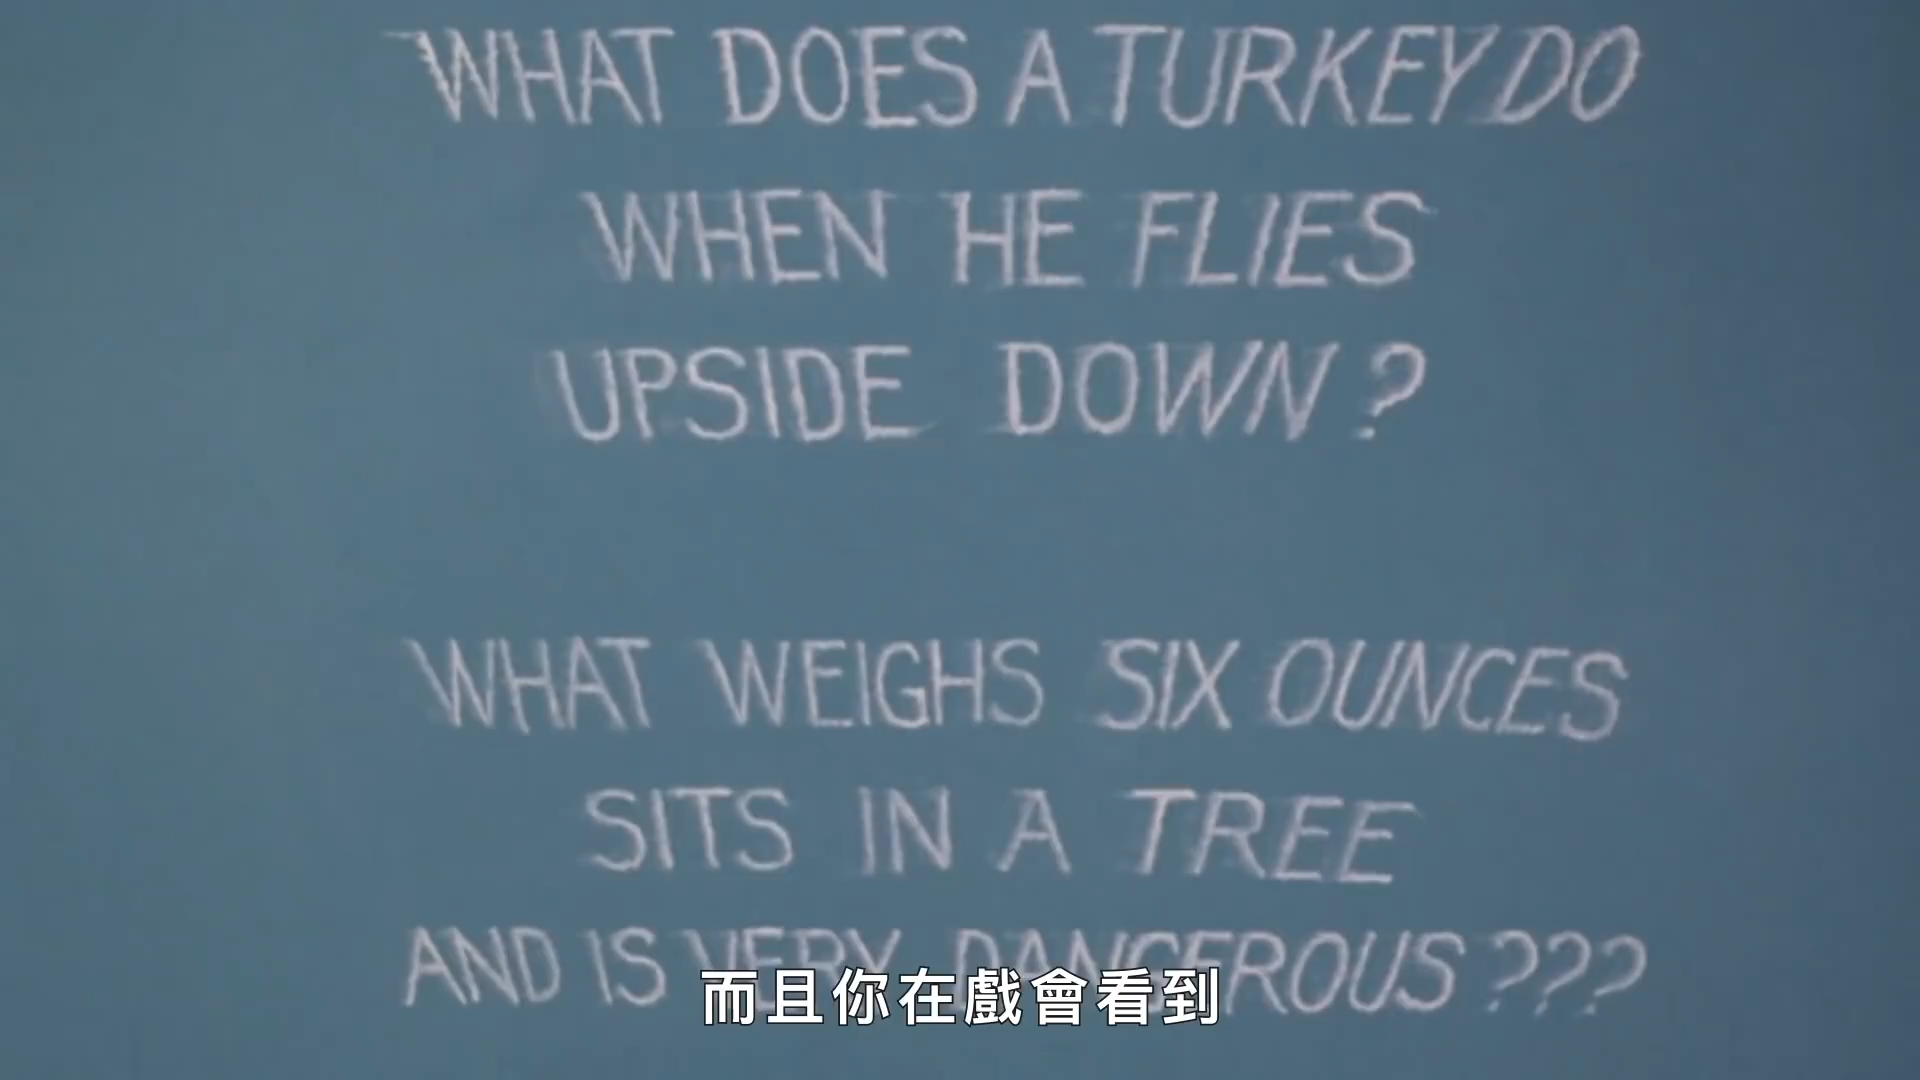 WHAT DOES A TURKEY DO
WHEN HE FLIES
UPSIDE DOWN?
WHAT WEIGHS SIX OUNCES
SITS IN A TREE
AND IS VERY DANGEROUS???
而且你在戲會看到